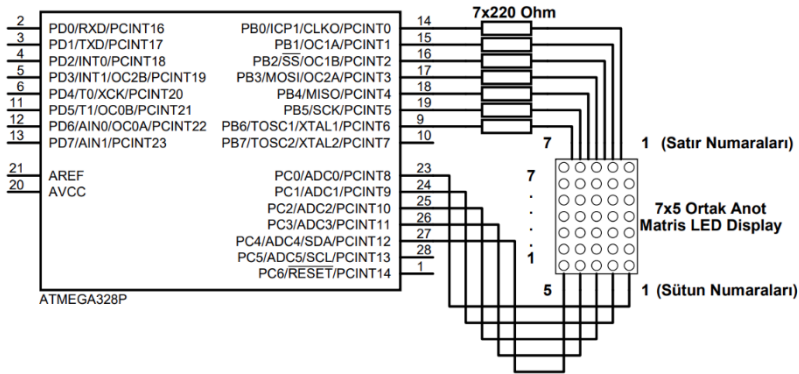 7x220 Ohm
2 PD0/RXD/PCINT16 PB0/ICP1/CLKO/PCINT0 14
3 PD1/TXD/PCINT17 PB1/OC1A/PCINT1 15
4 PD2/INT0/PCINT18 PB2/SS/OC1B/PCINT2 16
5 PD3/INT1/OC2B/PCINT19 PB3/MOSI/OC2A/PCINT3 17
6 PD4/T0/XCK/PCINT20 PB4/MISO/PCINT4 18
11 PD5/T1/OC0B/PCINT21 PB5/SCK/PCINT5 19
12 PD6/AIN0/OC0A/PCINT22 PB6/TOSC1/XTAL1/PCINT6 9
13 PD7/AIN1/PCINT23 PB7/TOSC2/XTAL2/PCINT7 10
7 1 (Satır Numaraları)
21 AREF PC0/ADC0/PCINT8 23
20 AVCC PC1/ADC1/PCINT9 24
PC2/ADC2/PCINT10 25
PC3/ADC3/PCINT11 26
PC4/ADC4/SDA/PCINT12 27
PC5/ADC5/SCL/PCINT13 28
PC6/RESET/PCINT14 1
7
.
.
.
.
1
7x5 Ortak Anot
Matris LED Display
5 1 (Sütun Numaraları)
ATMEGA328P